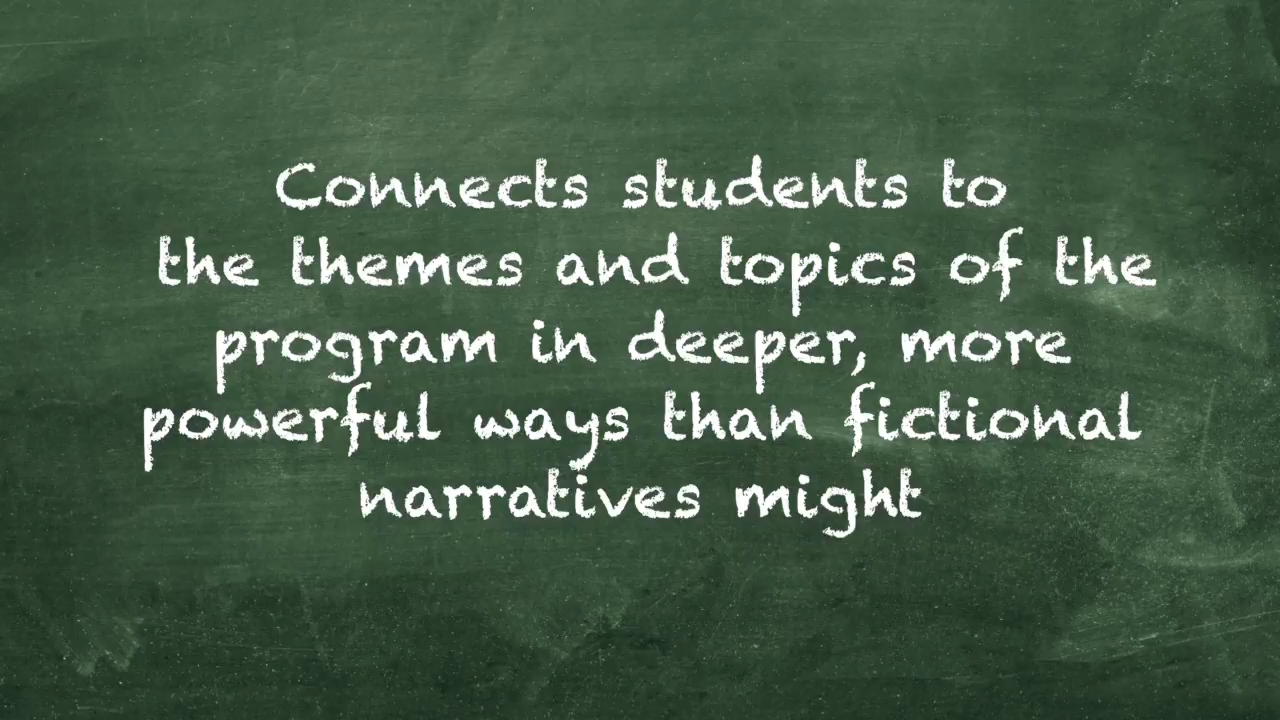 Connects students to
the themes and topics of the
program in deeper, more
powerful ways than fictional
narratives might